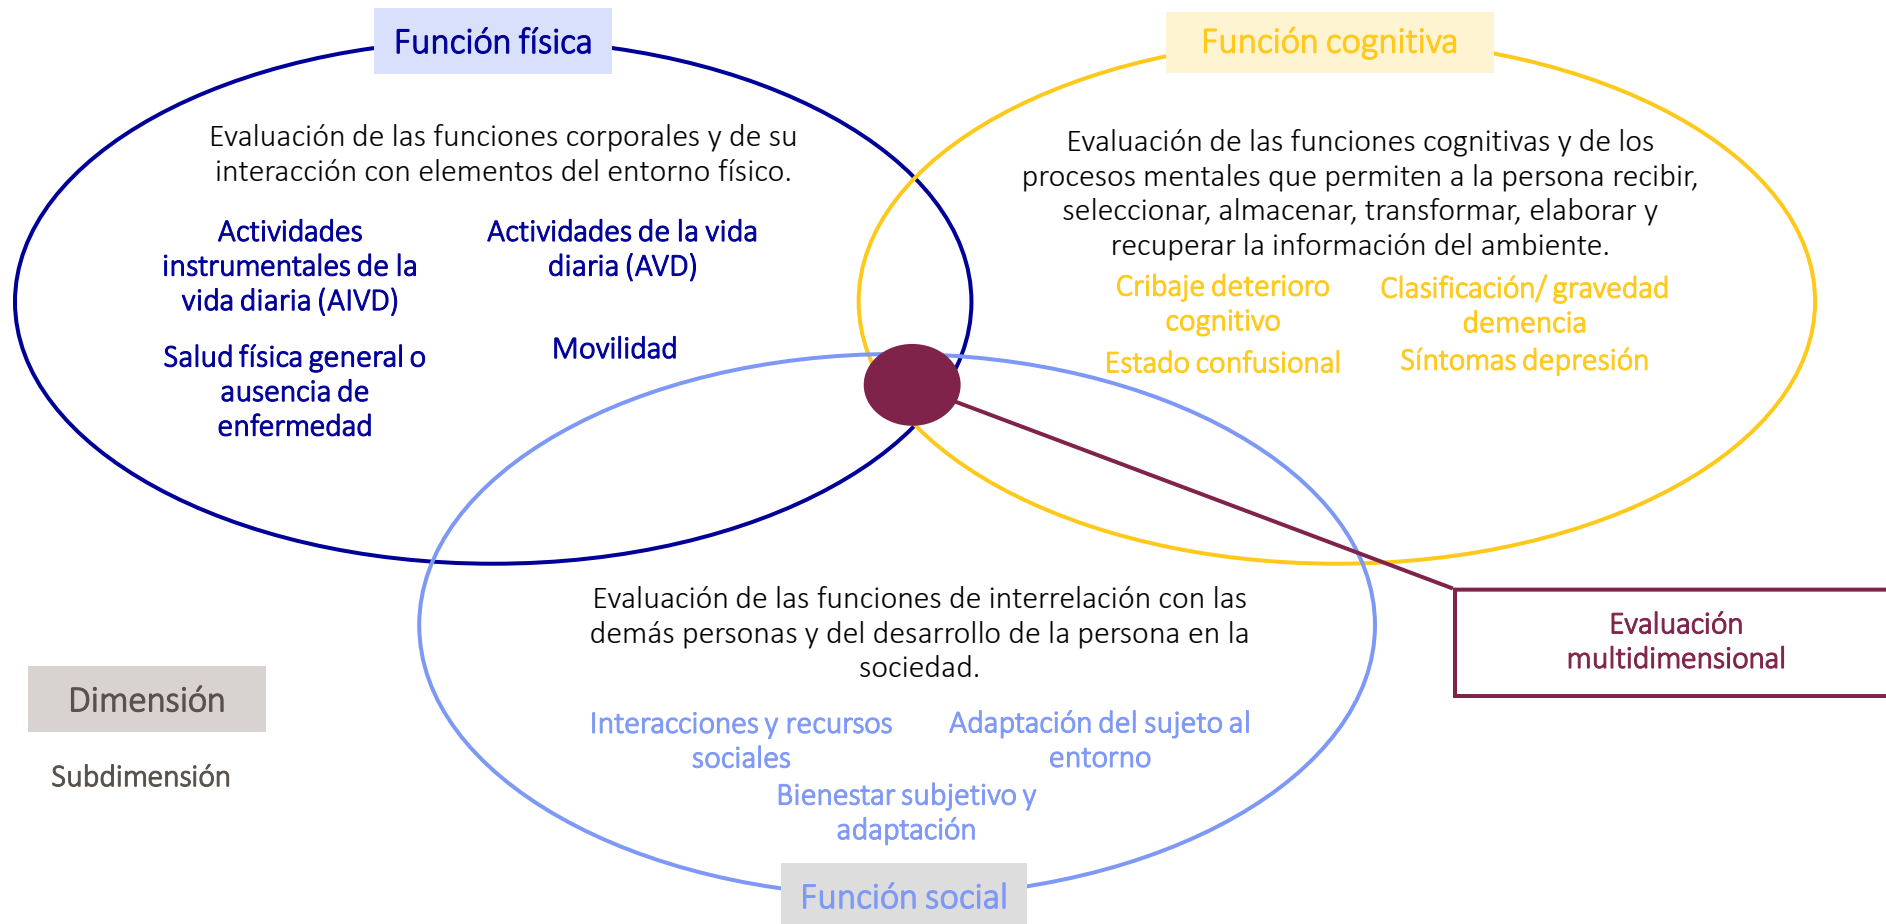 Función física
Evaluación de las funciones corporales y de su
interacción con elementos del entorno físico.
Actividades
instrumentales de la
vida diaria (AIVD)
Actividades de la vida
diaria (AVD)
Salud física general o
ausencia de
enfermedad
Movilidad
Función cognitiva
Evaluación de las funciones cognitivas y de los
procesos mentales que permiten a la persona recibir,
seleccionar, almacenar, transformar, elaborar y
recuperar la información del ambiente.
Cribaje deterioro
cognitivo
Clasificación/ gravedad
demencia
Estado confusional
Síntomas depresión
Evaluación de las funciones de interrelación con las
demás personas y del desarrollo de la persona en la
sociedad.
Interacciones y recursos
sociales
Adaptación del sujeto al
entorno
Bienestar subjetivo y
adaptación
Función social
Evaluación
multidimensional
Dimensión
Subdimensión